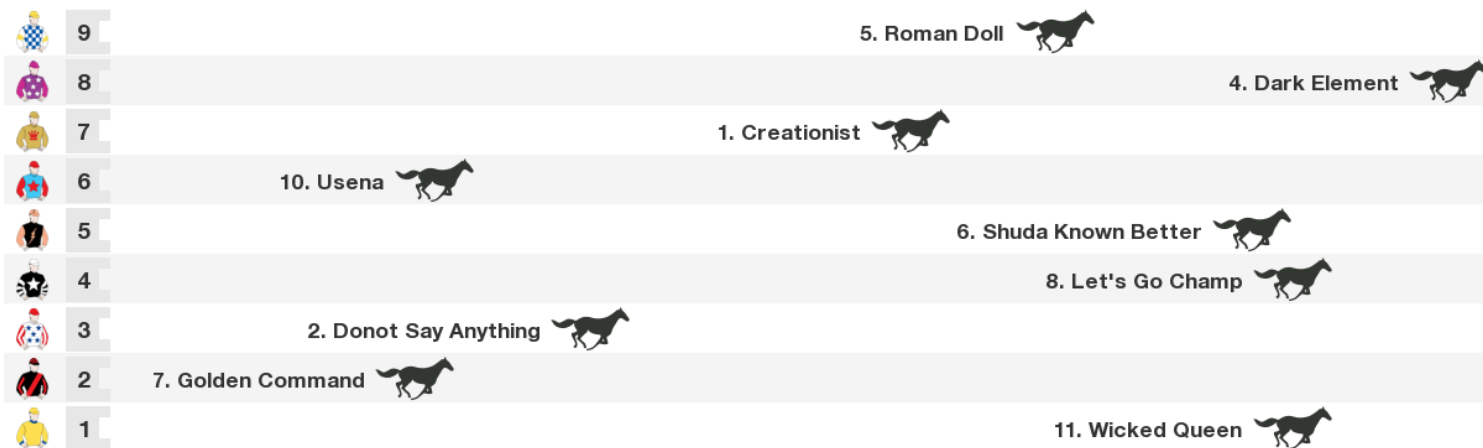 9 5. Roman Doll
8 4. Dark Element
7 1. Creationist
6 10. Usena
5 6. Shuda Known Better
4 8. Let's Go Champ
3 2. Donot Say Anything
2 7. Golden Command
1 11. Wicked Queen